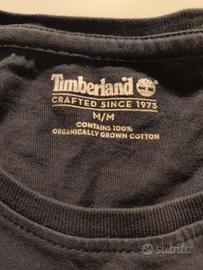 Timberland
CRAFTED SINCE 1973
M/M
CONTAINS 100%
ORGANICALLY GROWN COTTON
subito